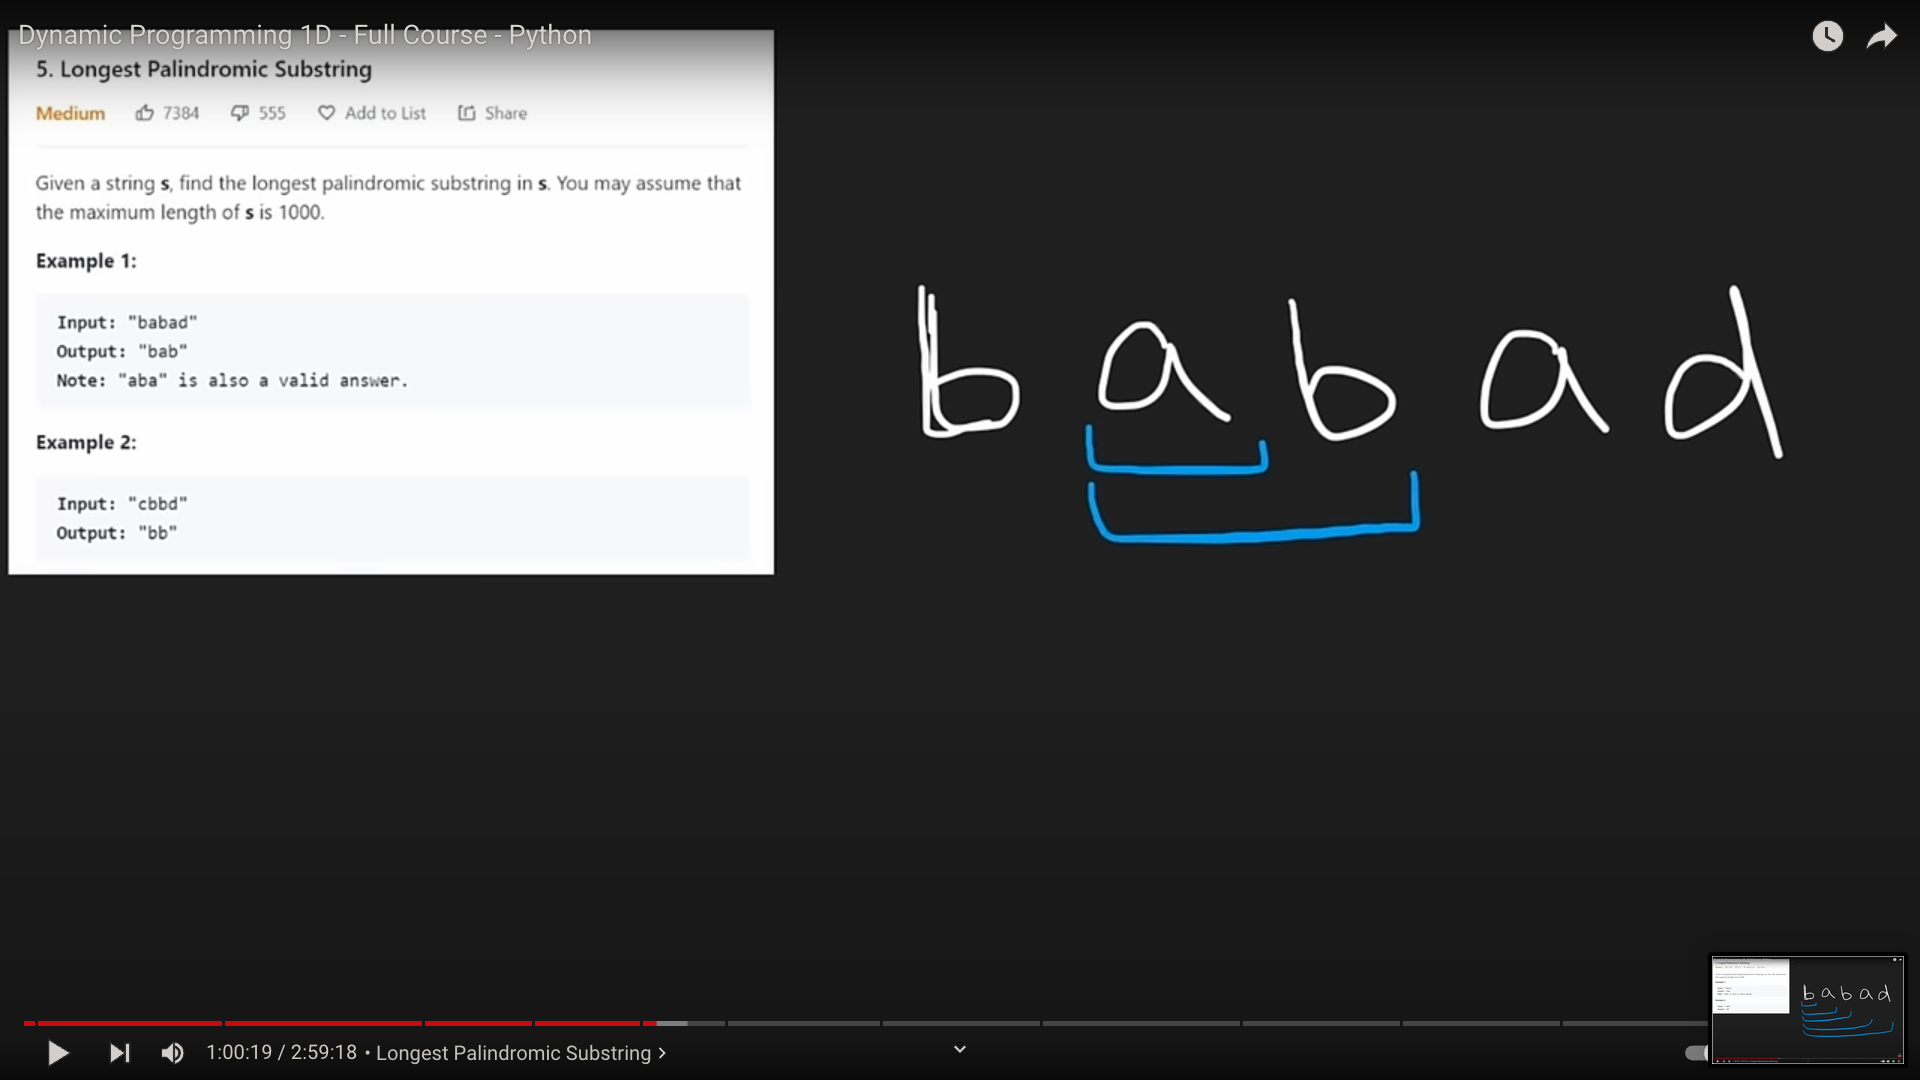 Dynamic Programming 1D - Full Course - Python
5. Longest Palindromic Substring
Medium 7384 555 Add to List Share
Given a string s, find the longest palindromic substring in s. You may assume that
the maximum length of s is 1000.
Example 1:
Input: "babad"
Output: "bab"
Note: "aba" is also a valid answer.
Example 2:
Input: "cbbd"
Output: "bb"
b a b a d
1:00:19 / 2:59:18 • Longest Palindromic Substring >
b a b a d